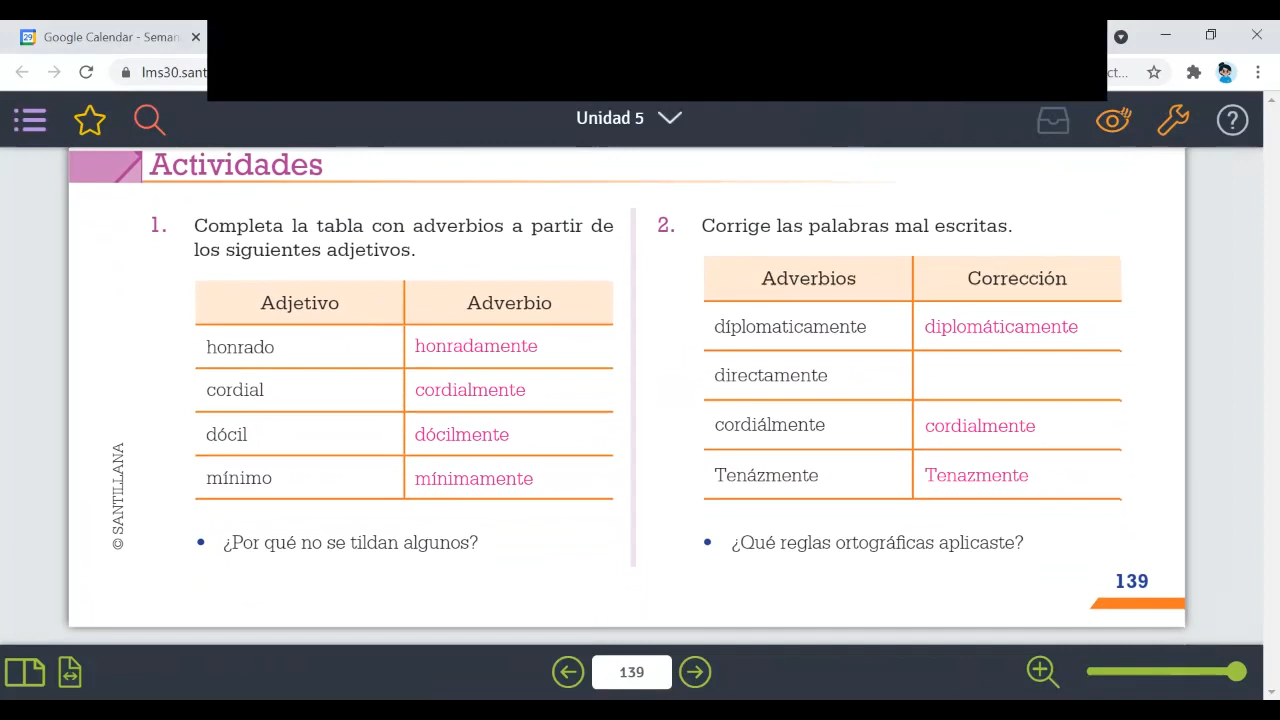 29
Google Calendar - Seman
lms30.sant
ct...
Unidad 5
?
Actividades
1. Completa la tabla con adverbios a partir de
los siguientes adjetivos.
Adjetivo Adverbio
honrado honradamente
cordial cordialmente
dócil dócilmente
mínimo mínimamente
• ¿Por qué no se tildan algunos?
© SANTILLANA
2. Corrige las palabras mal escritas.
Adverbios Corrección
díplomaticamente diplomáticamente
directamente
cordiálmente cordialmente
Tenázmente Tenazmente
• ¿Qué reglas ortográficas aplicaste?
139
139